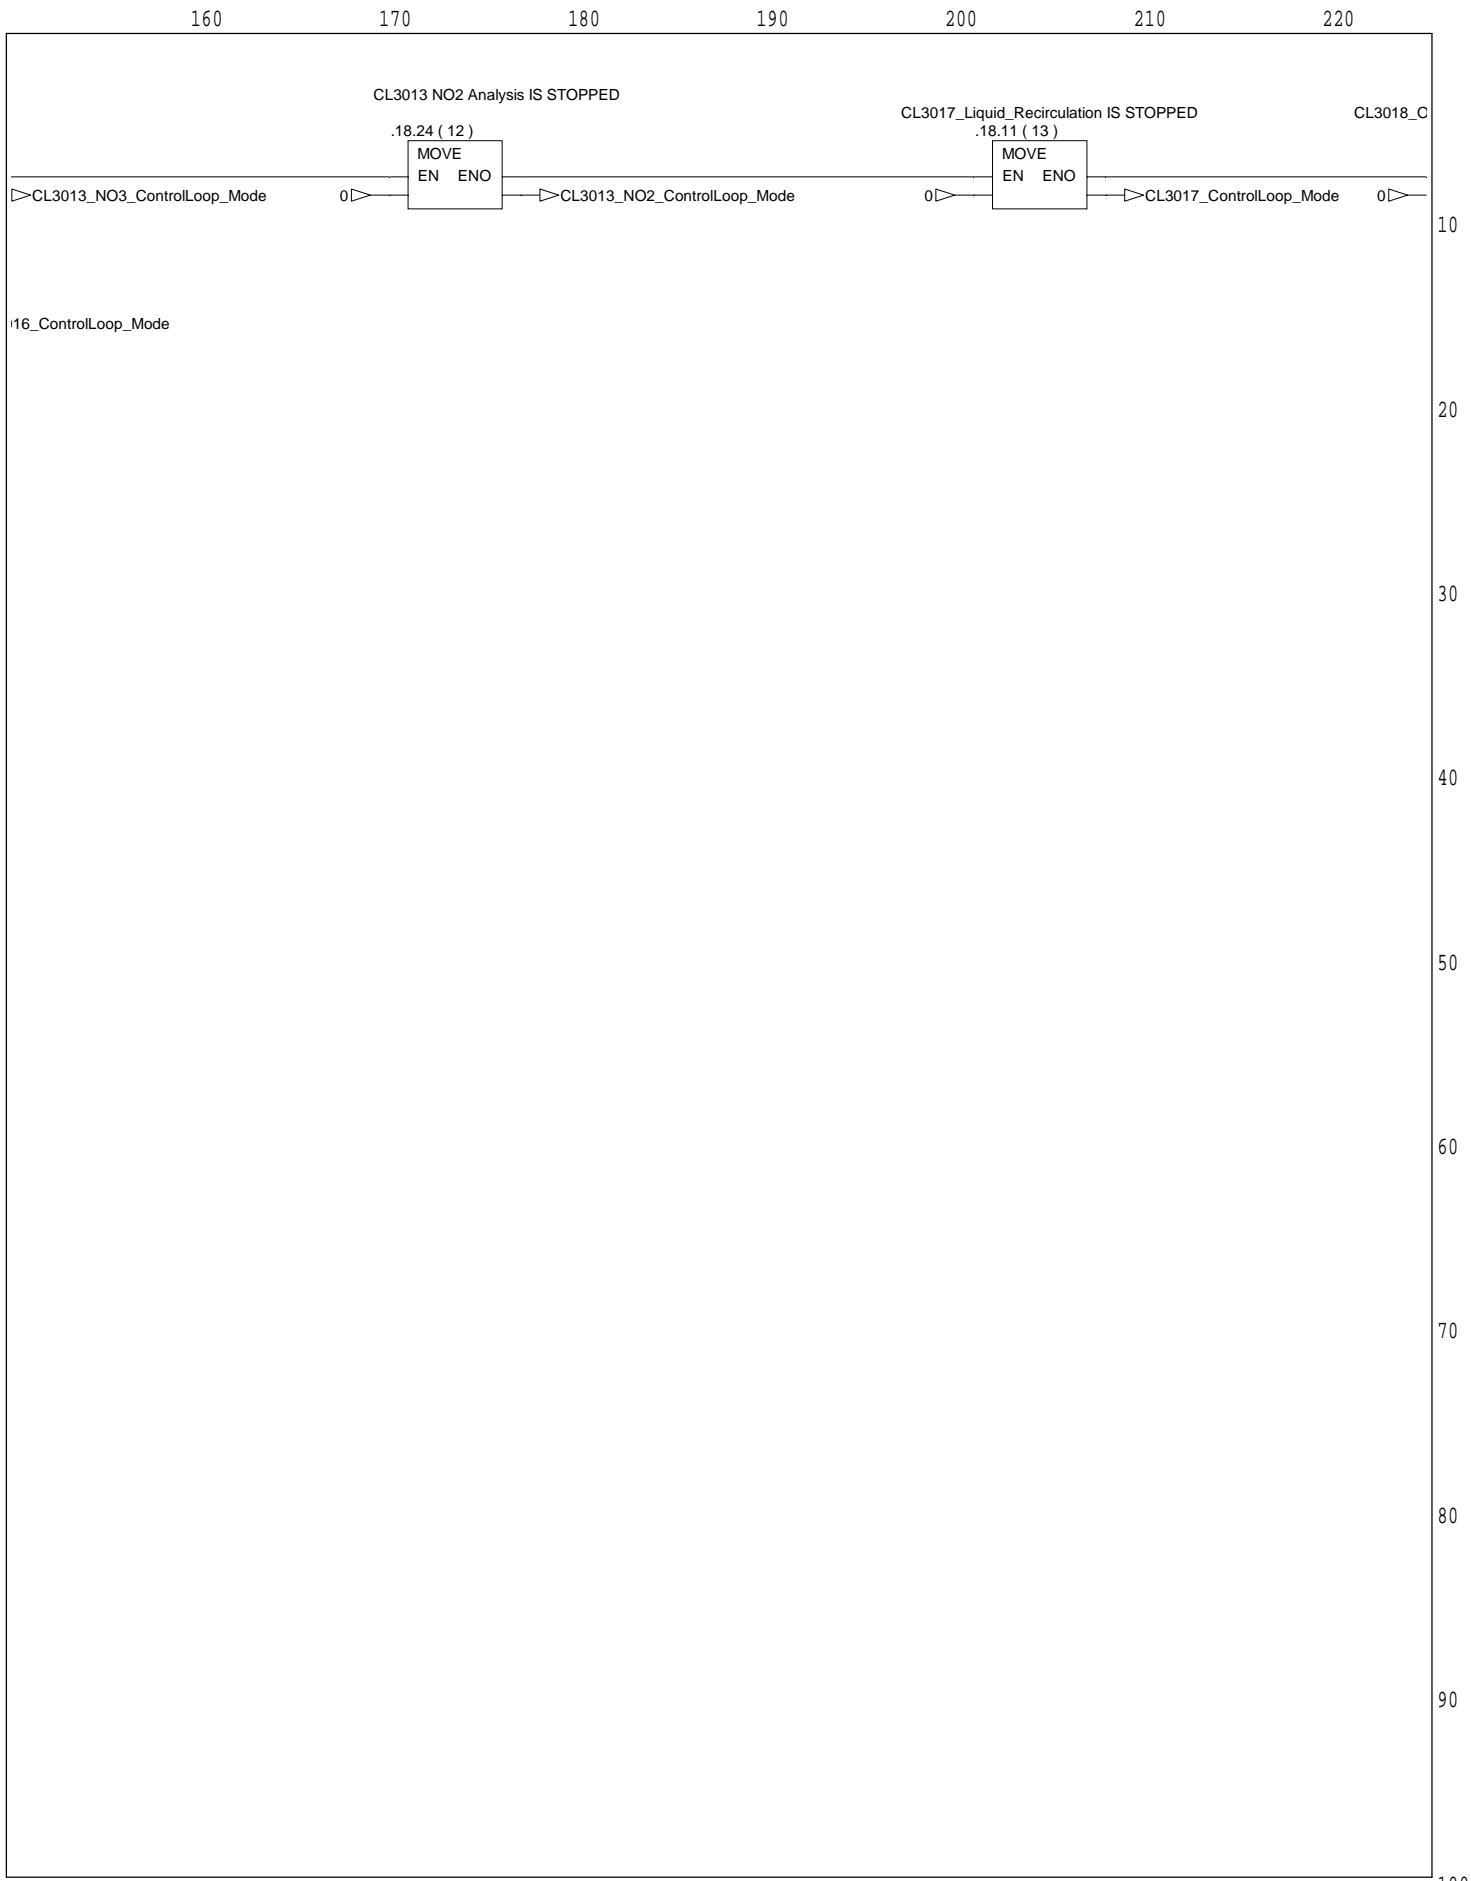 160 170 180 190 200 210 220
CL3013 NO2 Analysis IS STOPPED
CL3017_Liquid_Recirculation IS STOPPED
CL3018_
.18.24 ( 12 )
.18.11 ( 13 )
MOVE
MOVE
EN ENO
EN ENO
CL3013_NO3_ControlLoop_Mode
0
CL3013_NO2_ControlLoop_Mode
0
CL3017_ControlLoop_Mode
0
10
16_ControlLoop_Mode
20
30
40
50
60
70
80
90